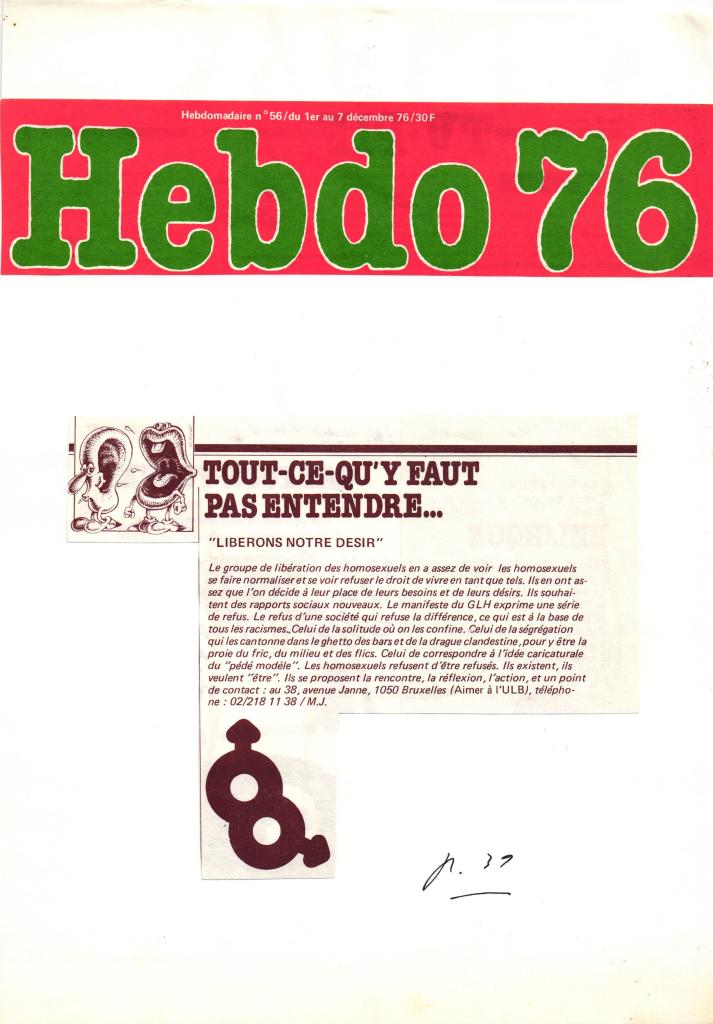 Hebdomadaire n°56/du 1er au 7 décembre 76/30F
Hebdo 76
TOUT-CE-QU'Y FAUT
PAS ENTENDRE...
"LIBERONS NOTRE DESIR"
Le groupe de libération des homosexuels en a assez de voir les homosexuels
se faire normaliser et se voir refuser le droit de vivre en tant que tels. Ils en ont as-
sez que l'on décide à leur place de leurs besoins et de leurs désirs. Ils souhai-
tent des rapports sociaux nouveaux. Le manifeste du GLH exprime une série
de refus. Le refus d'une société qui refuse la différence, ce qui est à la base de
tous les racismes. Celui de la solitude où on les confine. Celui de la ségrégation
qui les cantonne dans le ghetto des bars et de la drague clandestine, pour y être la
proie du fric, du milieu et des flics. Celui de correspondre à l'idée caricaturale
du "pédé modèle". Les homosexuels refusent d'être refusés. Ils existent, ils
veulent "être". Ils se proposent la rencontre, la réflexion, l'action, et un point
de contact : au 38, avenue Janne, 1050 Bruxelles (Aimer à l'ULB), télépho-
ne : 02/218 11 38 / M.J.
p. 37